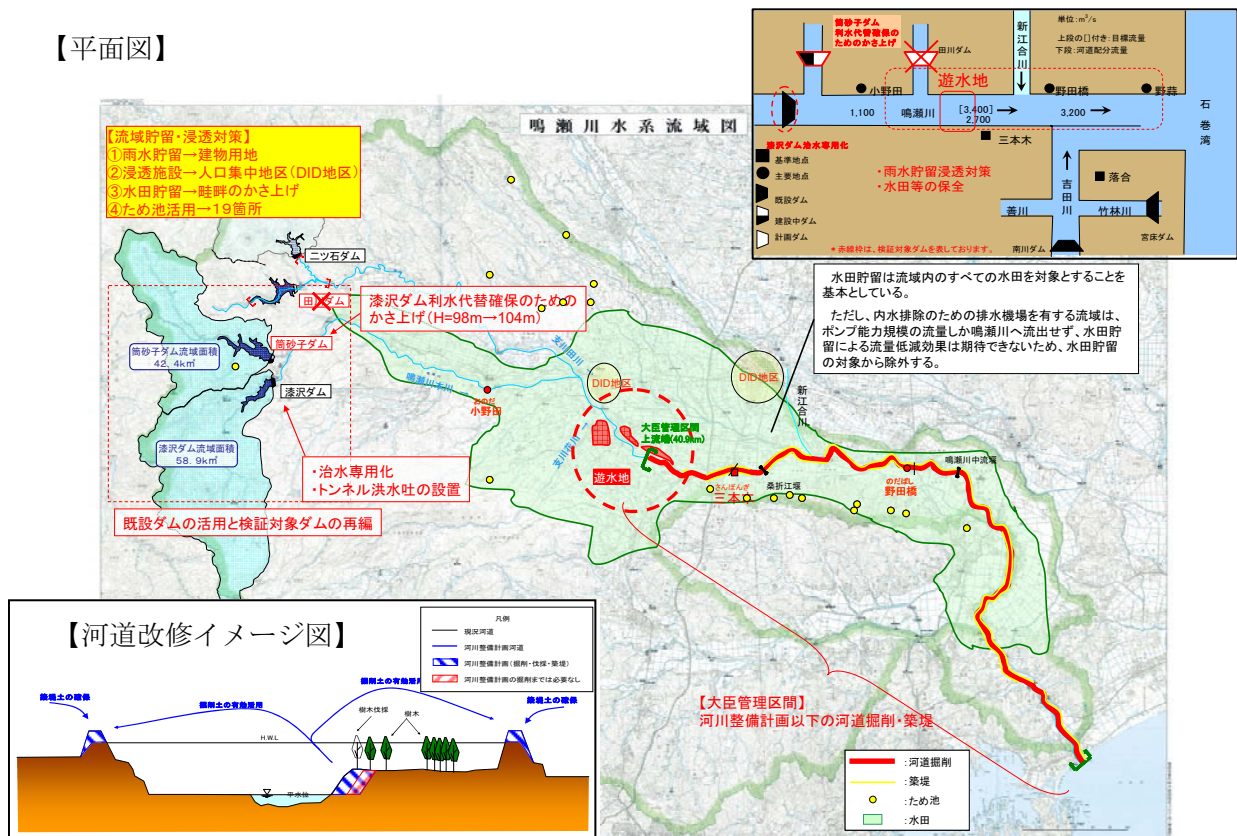 【平面図】
鳴瀬川水系流域図
【流域貯留・浸透対策】
①雨水貯留→建物用地
②浸透施設→人口集中地区(DID地区)
③水田貯留→畦畔のかさ上げ
④ため池活用→19箇所
筒砂子ダム
利水代替確保の
ためのかさ上げ
田川ダム
新江合川
単位:m³/s
上段の[]付き:目標流量
下段:河道配分流量
遊水地
小野田
野田橋
野蒜
1,100
鳴瀬川
[3,400]
2,700
3,200
石巻湾
三本木
漆沢ダム治水専用化
基準地点
主要地点
既設ダム
建設中ダム
計画ダム
・雨水貯留浸透対策
・水田等の保全
吉田川
落合
善川
竹林川
南川ダム
宮床ダム
*赤線枠は、検証対象ダムを表しております。
水田貯留は流域内のすべての水田を対象とすることを
基本としている。
ただし、内水排除のための排水機場を有する流域は、
ポンプ能力規模の流量しか鳴瀬川へ流出せず、水田貯
留による流量低減効果は期待できないため、水田貯留
の対象から除外する。
二ツ石ダム
田川ダム
漆沢ダム利水代替確保のための
かさ上げ(H=98m→104m)
筒砂子ダム
筒砂子ダム流域面積
42.4k㎡
漆沢ダム
漆沢ダム流域面積
58.9k㎡
・治水専用化
・トンネル洪水吐の設置
既設ダムの活用と検証対象ダムの再編
支川田川
鳴瀬川本川
おのだ
小野田
支川花川
DID地区
DID地区
新江合川
大臣管理区間
上流端(40.9km)
遊水地
さんぼんぎ
三本木
桑折江堰
のだばし
野田橋
鳴瀬川中流堰
【大臣管理区間】
河川整備計画以下の河道掘削・築堤
:河道掘削
:築堤
:ため池
:水田
【河道改修イメージ図】
凡例
現況河道
河川整備計画河道
河川整備計画(掘削・伐採・築堤)
河川整備計画の掘削までは必要なし
築堤土の確保
掘削土の有効活用
掘削土の有効活用
築堤土の確保
樹木伐採
樹木
H.W.L
平水位